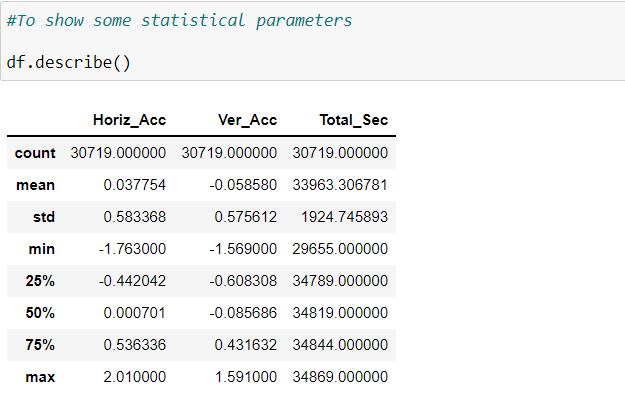 #To show some statistical parameters
df.describe()
Horiz_Acc Ver_Acc Total_Sec
count 30719.000000 30719.000000 30719.000000
mean 0.037754 -0.058580 33963.306781
std 0.583368 0.575612 1924.745893
min -1.763000 -1.569000 29655.000000
25% -0.442042 -0.608308 34789.000000
50% 0.000701 -0.085686 34819.000000
75% 0.536336 0.431632 34844.000000
max 2.010000 1.591000 34869.000000